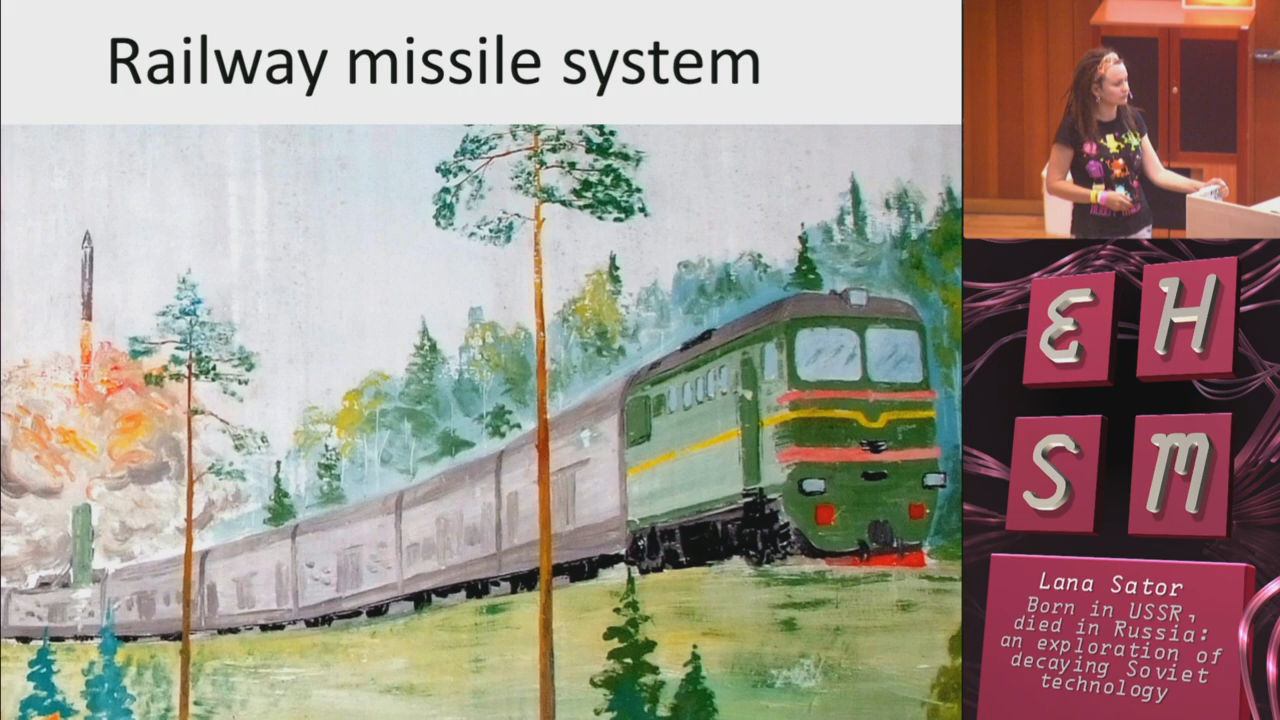 Railway missile system
E H
S M
Lana Sator
Born in USSR,
died in Russia:
an exploration of
decaying Soviet
technology